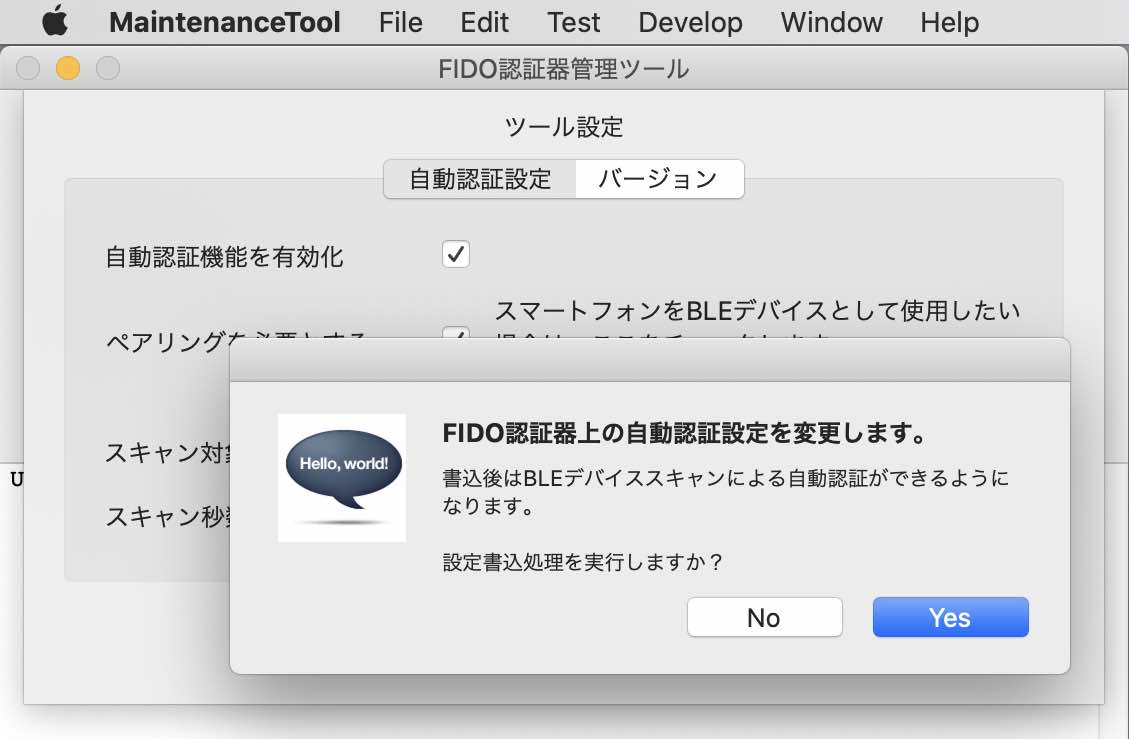 MaintenanceTool File Edit Test Develop Window Help
FIDO認証器管理ツール
ツール設定
自動認証設定 バージョン
自動認証機能を有効化
スマートフォンをBLEデバイスとして使用したい
ペアリングを必要とする
スキャン対象
スキャン秒数
U
FIDO認証器上の自動認証設定を変更します。
Hello, world!
書込後はBLEデバイススキャンによる自動認証ができるように
なります。
設定書込処理を実行しますか？
No Yes